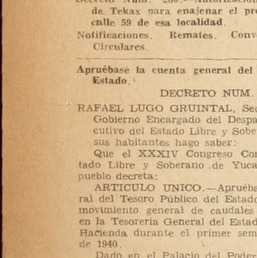 de Tekax para enajenar el pre
calle 59 de esa localidad.
Notificaciones, Remates, Conv
Circulares.
Apruébase la cuenta general del
Estado.
DECRETO NUM.
RAFAEL LUGO GRUINTAL, Sec
Gobierno Encargado del Despa
cutivo del Estado Libre y Sober
sus habitantes hago saber:
Que el XXXIV Congreso Con
tado Libre y Soberano de Yuca
pueblo decreta:
ARTICULO UNICO.—Aprueba
ral del Tesoro Público del Estado
movimiento general de caudales
en la Tesorería General del Estad
Hacienda durante el primer sem
de 1940.
Dado en el Palacio del Poder